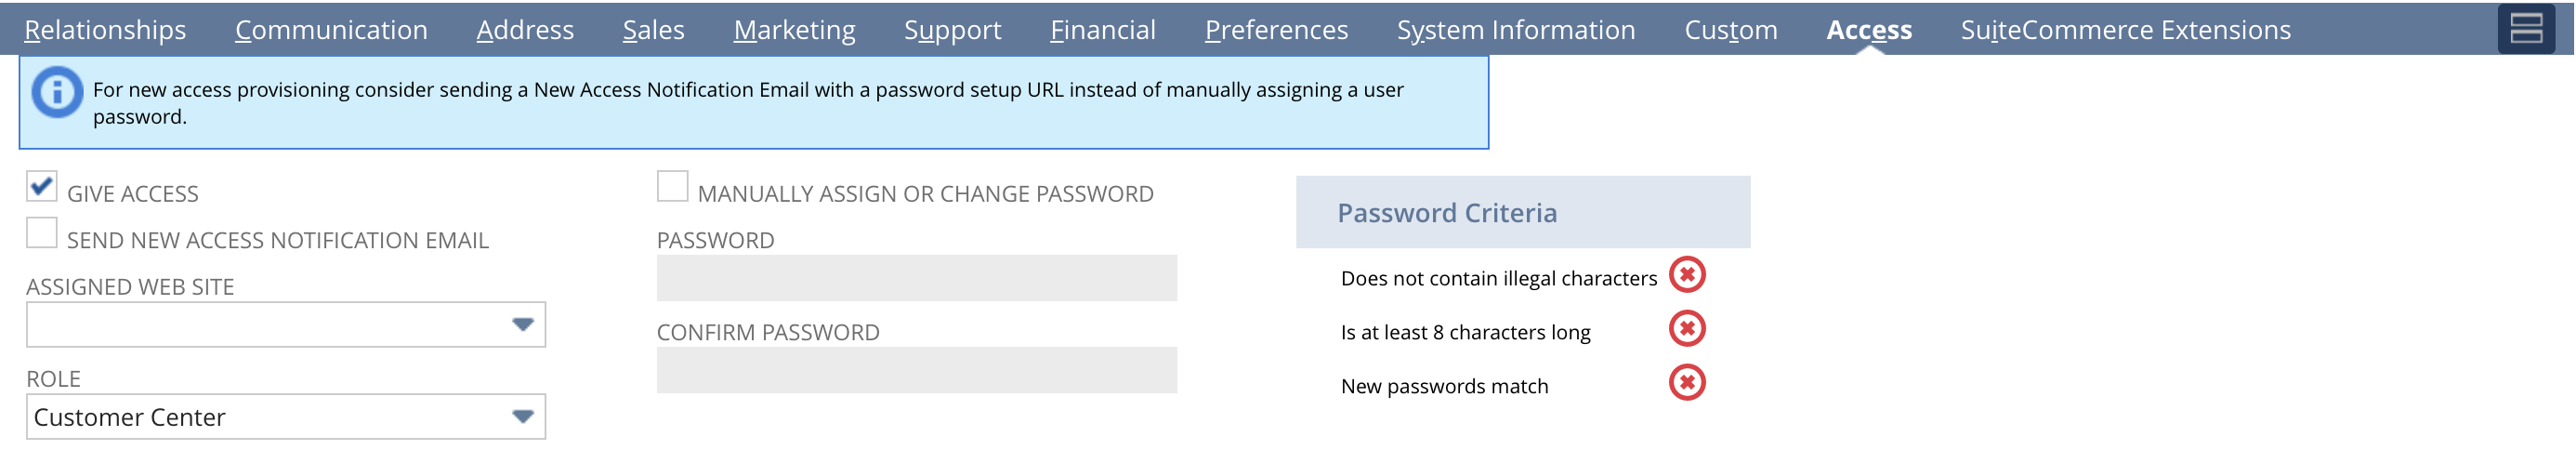 Relationships Communication Address Sales Marketing Support Financial Preferences System Information Custom Access SuiteCommerce Extensions
For new access provisioning consider sending a New Access Notification Email with a password setup URL instead of manually assigning a user
password.
GIVE ACCESS
SEND NEW ACCESS NOTIFICATION EMAIL
ASSIGNED WEB SITE
ROLE
Customer Center
MANUALLY ASSIGN OR CHANGE PASSWORD
PASSWORD
CONFIRM PASSWORD
Password Criteria
Does not contain illegal characters
Is at least 8 characters long
New passwords match